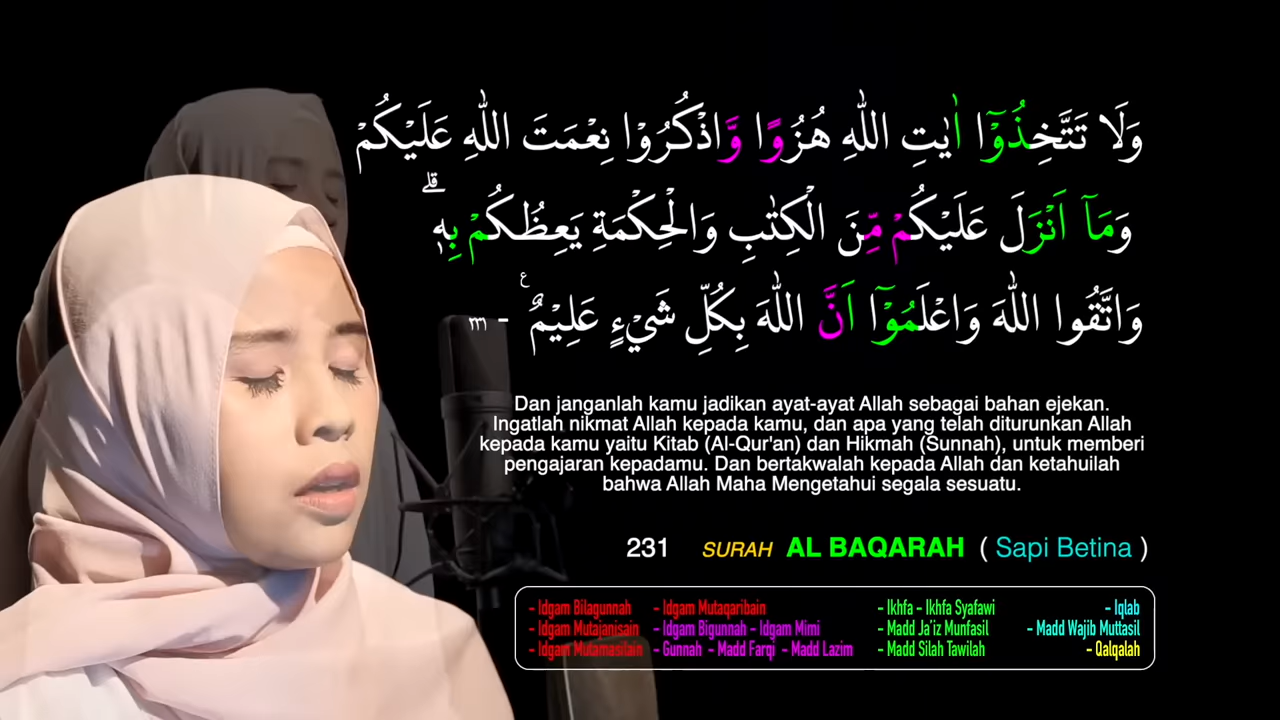 وَلَا تَتَّخِذُوْٓا اٰيٰتِ اللّٰهِ هُزُوًا وَّاذْكُرُوْا نِعْمَتَ اللّٰهِ عَلَيْكُمْ
وَمَآ اَنْزَلَ عَلَيْكُمْ مِّنَ الْكِتٰبِ وَالْحِكْمَةِ يَعِظُكُمْ بِهٖۗ
وَاتَّقُوا اللّٰهَ وَاعْلَمُوْٓا اَنَّ اللّٰهَ بِكُلِّ شَيْءٍ عَلِيْمٌ ࣖ - ٢٣١
Dan janganlah kamu jadikan ayat-ayat Allah sebagai bahan ejekan.
Ingatlah nikmat Allah kepada kamu, dan apa yang telah diturunkan Allah
kepada kamu yaitu Kitab (Al-Qur'an) dan Hikmah (Sunnah), untuk memberi
pengajaran kepadamu. Dan bertakwalah kepada Allah dan ketahuilah
bahwa Allah Maha Mengetahui segala sesuatu.
231 SURAH AL BAQARAH ( Sapi Betina )
- Idgam Bilagunnah - Idgam Mutaqaribain - Ikhfa - Ikhfa Syafawi - Iqlab
- Idgam Mutajanisain - Idgam Bigunnah - Idgam Mimi - Madd Ja'iz Munfasil - Madd Wajib Muttasil
- Idgam Mutamasilain - Gunnah - Madd Farqi - Madd Lazim - Madd Silah Tawilah - Qalqalah